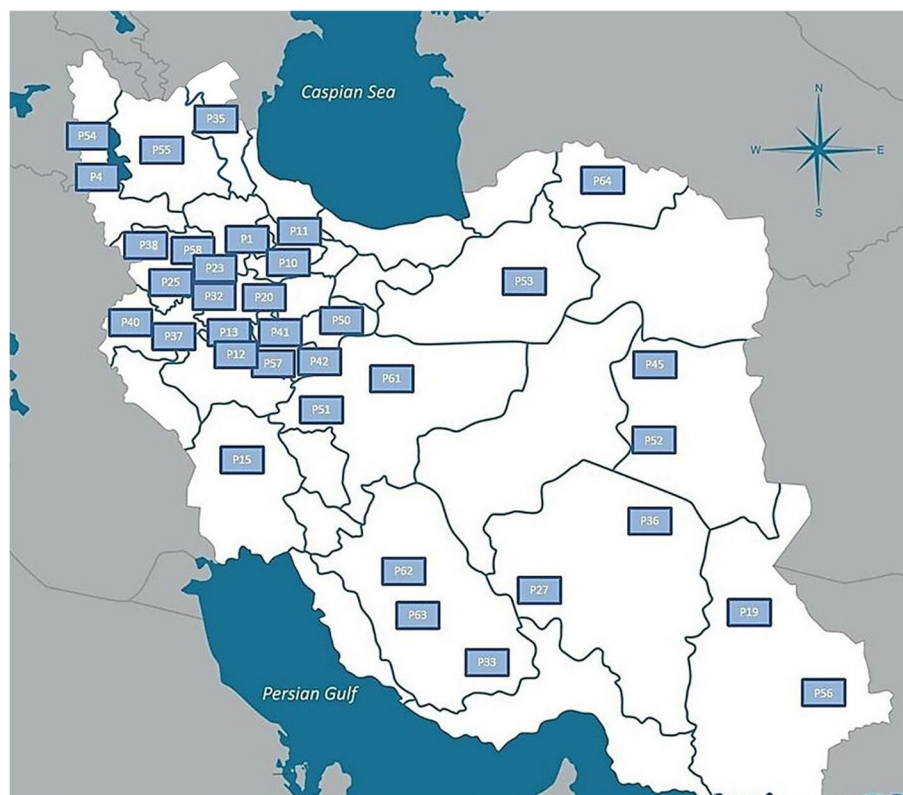 Caspian Sea
N
W
E
S
P35
P54
P55
P4
P64
P11
P1
P38
P58
P10
P23
P25
P53
P32
P20
P50
P40
P13
P41
P37
P12
P42
P57
P45
P61
P51
P52
P15
P36
P62
P27
P63
P19
P33
P56
Persian Gulf